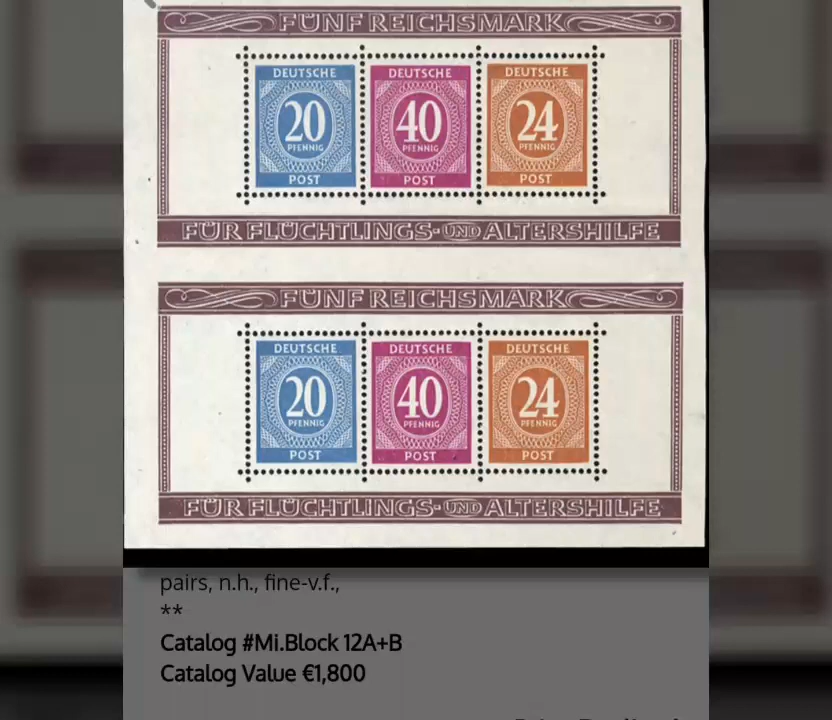 FÜNF REICHSMARK
DEUTSCHE DEUTSCHE DEUTSCHE
20 40 24
PFENNIG PFENNIG PFENNIG
POST POST POST
FÜR FLÜCHTLINGS-UND ALTERSHILFE
FÜNF REICHSMARK
DEUTSCHE DEUTSCHE DEUTSCHE
20 40 24
PFENNIG PFENNIG PFENNIG
POST POST POST
FÜR FLÜCHTLINGS-UND ALTERSHILFE
pairs, n.h., fine-v.f.,
**
Catalog #Mi.Block 12A+B
Catalog Value €1,800